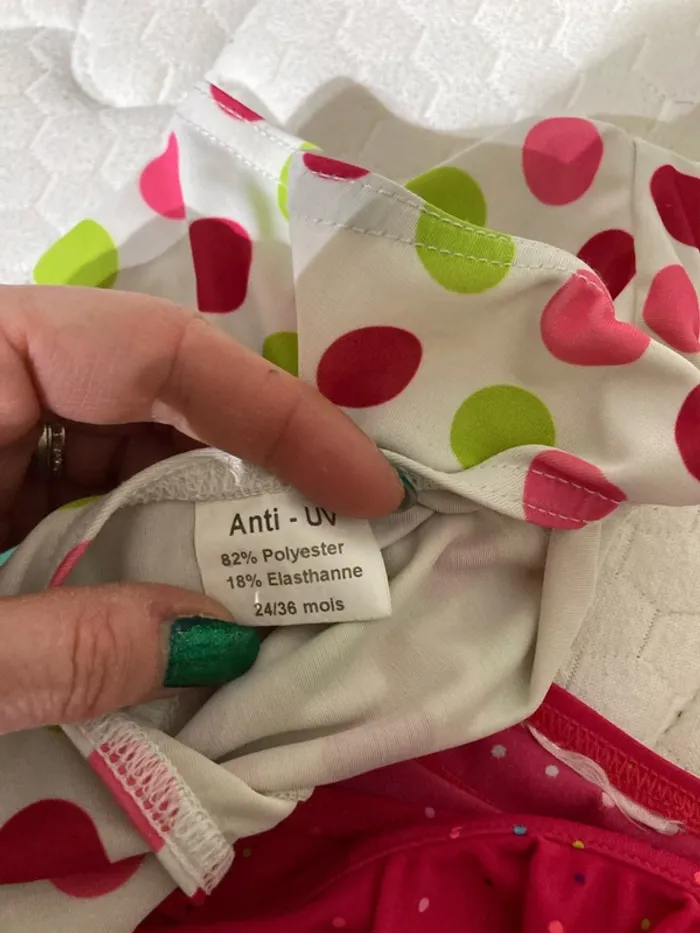 Anti - UV
82% Polyester
18% Elasthanne
24/36 mois